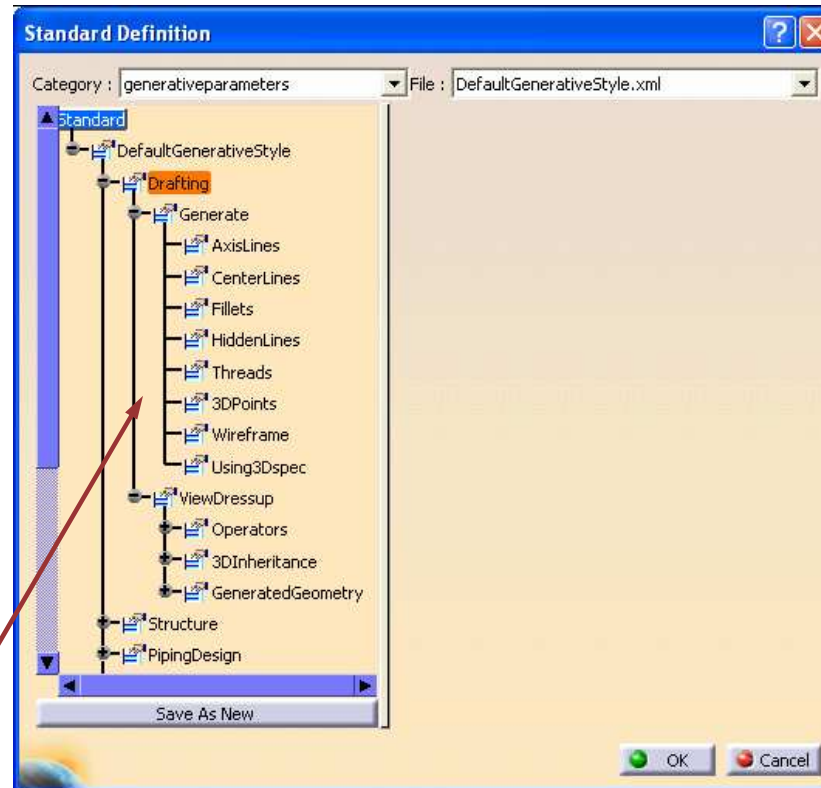 Standard Definition
Category : generativeparameters File : DefaultGenerativeStyle.xml
Standard
DefaultGenerativeStyle
Drafting
Generate
AxisLines
CenterLines
Fillets
HiddenLines
Threads
3DPoints
Wireframe
Using3Dspec
ViewDressup
Operators
3DInheritance
GeneratedGeometry
Structure
PipingDesign
Save As New
OK Cancel